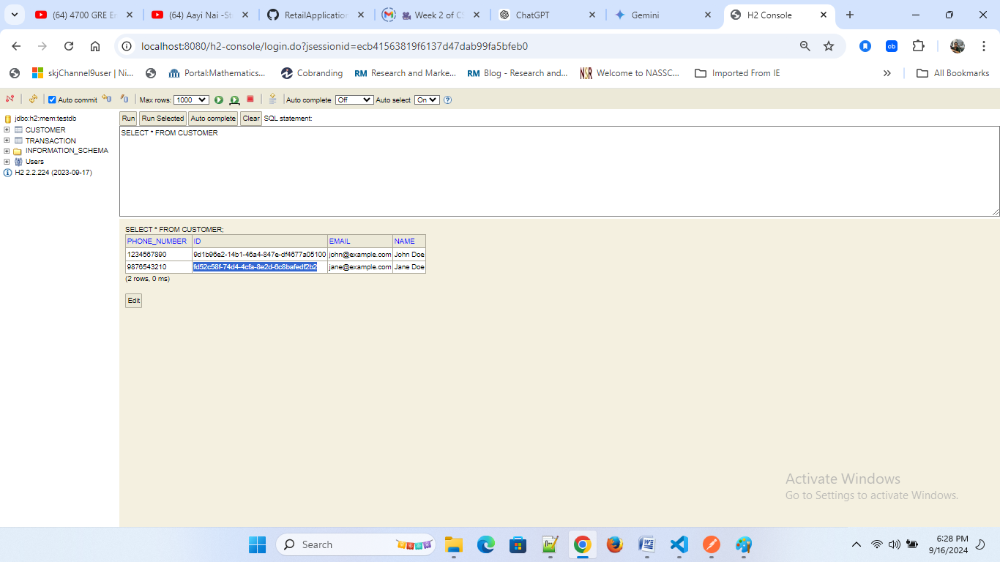 (64) 4700 GRE Er
(64) Aayi Nai -St
RetailApplication
Week 2 of CS
ChatGPT
Gemini
H2 Console
localhost:8080/h2-console/login.do?jsessionid=ecb41563819f6137d47dab99fa5bfeb0
cb
skjChannel9user | Ni...
Portal:Mathematics...
Cobranding
RM Research and Marke...
RM Blog - Research and...
NSR Welcome to NASSC...
Imported From IE
All Bookmarks
Auto commit
Max rows: 1000
Auto complete Off
Auto select On
jdbc:h2:mem:testdb
CUSTOMER
TRANSACTION
INFORMATION_SCHEMA
Users
H2 2.2.224 (2023-09-17)
Run Run Selected Auto complete Clear SQL statement:
SELECT * FROM CUSTOMER
SELECT * FROM CUSTOMER;
PHONE_NUMBER ID EMAIL NAME
1234567890 9d1b96e2-14b1-46a4-847e-df4677a05100 john@example.com John Doe
9876543210 fd52c58f-74d4-4cfa-8e2d-6c8bafedf2b2 jane@example.com Jane Doe
(2 rows, 0 ms)
Edit
Activate Windows
Go to Settings to activate Windows.
Search
6:28 PM
9/16/2024